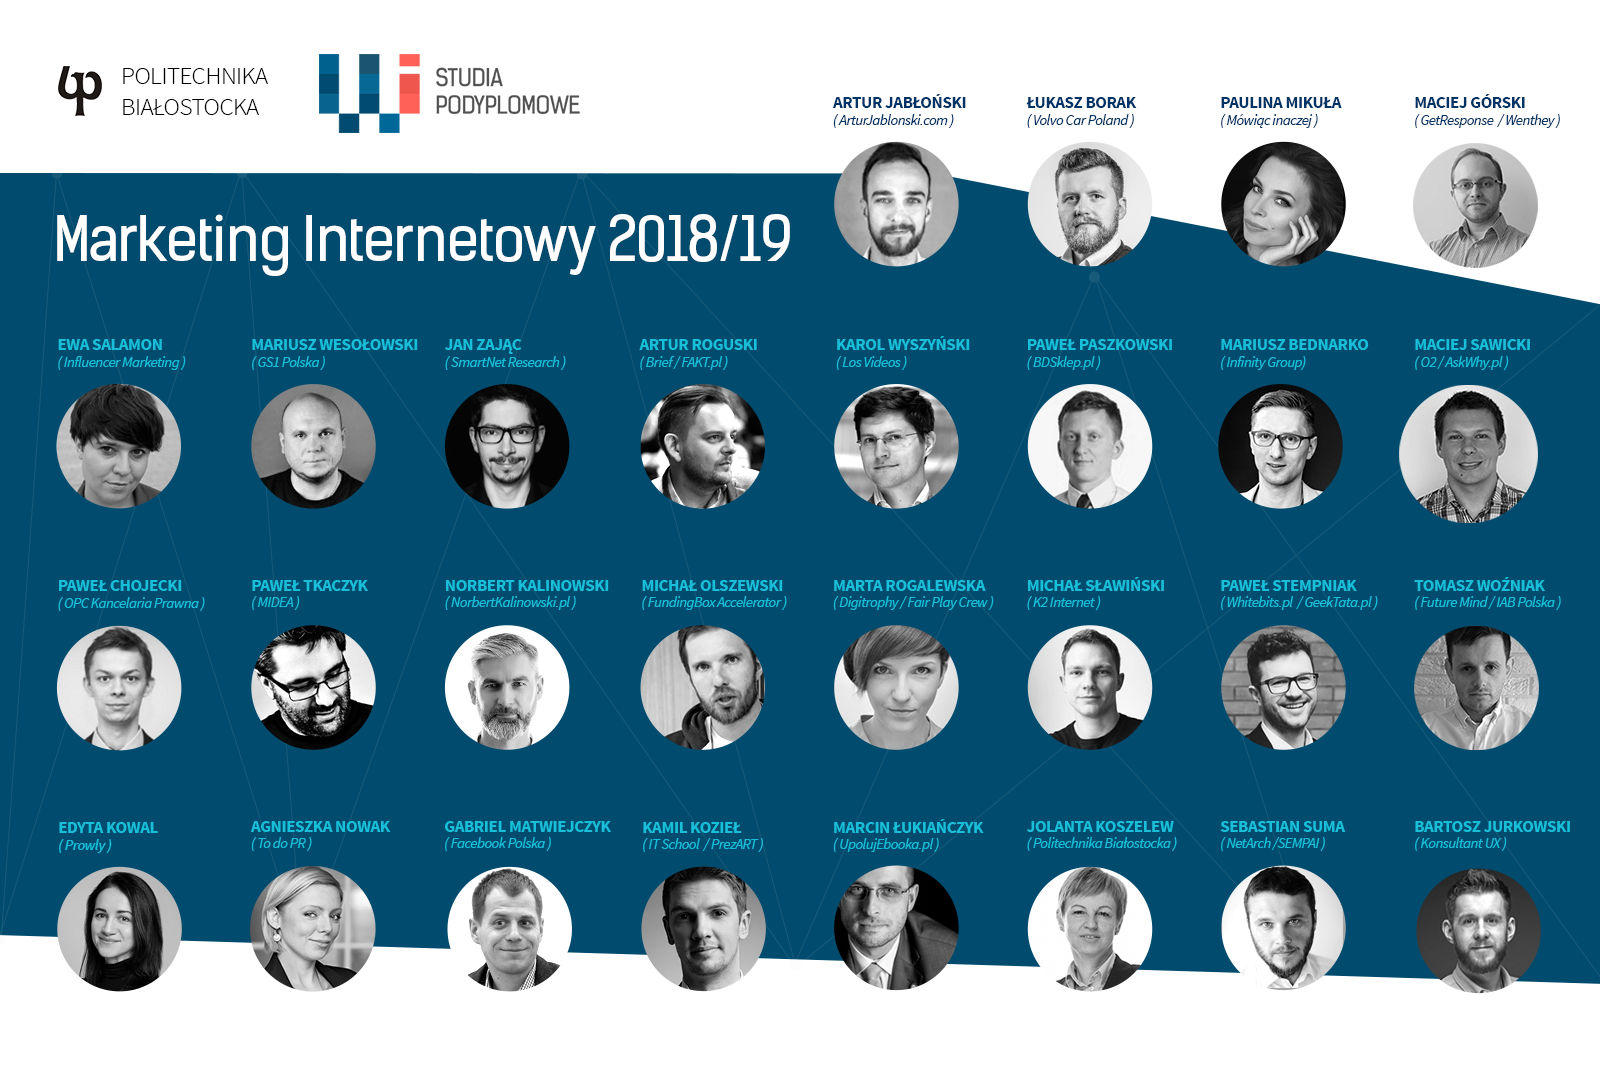 POLITECHNIKA
BIAŁOSTOCKA
STUDIA
PODYPLOMOWE
ARTUR JABŁOŃSKI
( ArturJablonski.com )
ŁUKASZ BORAK
( Volvo Car Poland )
PAULINA MIKUŁA
( Mówiąc inaczej )
MACIEJ GÓRSKI
( GetResponse / Wenthey )
Marketing Internetowy 2018/19
EWA SALAMON
( Influencer Marketing )
MARIUSZ WESOŁOWSKI
( GS1 Polska )
JAN ZAJĄC
( SmartNet Research )
ARTUR ROGUSKI
( Brief / FAKT.pl )
KAROL WYSZYŃSKI
( Los Videos )
PAWEŁ PASZKOWSKI
( BDSklep.pl )
MARIUSZ BEDNARKO
( Infinity Group)
MACIEJ SAWICKI
( O2 / AskWhy.pl )
PAWEŁ CHOJECKI
( OPC Kancelaria Prawna )
PAWEŁ TKACZYK
( MIDEA )
NORBERT KALINOWSKI
( NorbertKalinowski.pl )
MICHAŁ OLSZEWSKI
( FundingBox Accelerator )
MARTA ROGALEWSKA
( Digitrophy / Fair Play Crew )
MICHAŁ SŁAWIŃSKI
( K2 Internet )
PAWEŁ STEMPNIAK
( Whitebits.pl / GeekTata.pl )
TOMASZ WOŹNIAK
( Future Mind / IAB Polska )
EDYTA KOWAL
( Prowly )
AGNIESZKA NOWAK
( To do PR )
GABRIEL MATWIEJCZYK
( Facebook Polska )
KAMIL KOZIEŁ
( IT School / PrezART )
MARCIN ŁUKIAŃCZYK
( UpolujEbooka.pl )
JOLANTA KOSZELEW
( Politechnika Białostocka )
SEBASTIAN SUMA
( NetArch /SEMPAI )
BARTOSZ JURKOWSKI
( Konsultant UX )